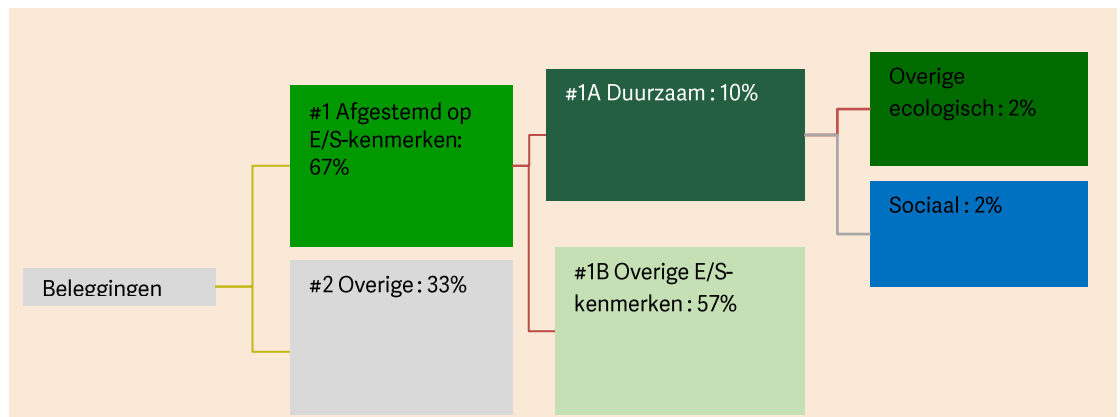 Beleggingen
#1 Afgestemd op
E/S-kenmerken:
67%
#2 Overige : 33%
#1A Duurzaam : 10%
#1B Overige E/S-
kenmerken : 57%
Overige
ecologisch : 2%
Sociaal : 2%